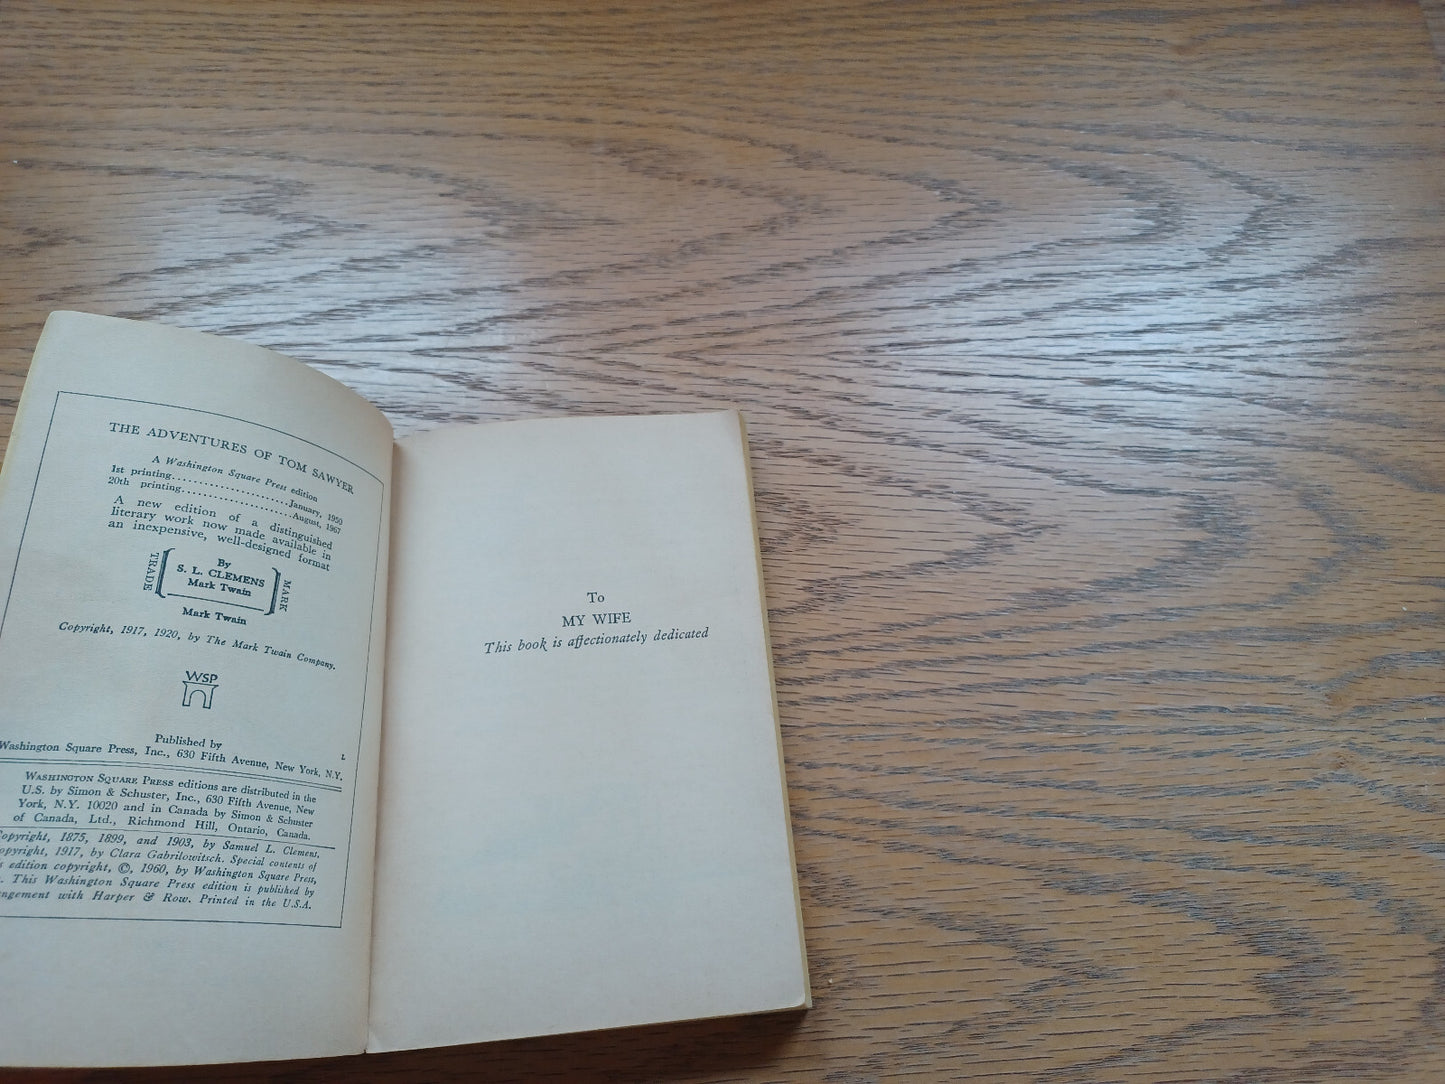 THE ADVENTURES OF TOM SAWYER
A Washington Square Press edition
1st printing......................January, 1950
20th printing.....................August, 1967
A new edition of a distinguished
literary work now made available in
an inexpensive, well-designed format
TRADE
By
S. L. CLEMENS
Mark Twain
MARK
Mark Twain
Copyright, 1917, 1920, by The Mark Twain Company.
WSP
Published by
L
Washington Square Press, Inc., 630 Fifth Avenue, New York, N.Y.
WASHINGTON SQUARE PRESS editions are distributed in the
U.S. by Simon & Schuster, Inc., 630 Fifth Avenue, New
York, N.Y. 10020 and in Canada by Simon & Schuster
of Canada, Ltd., Richmond Hill, Ontario, Canada.
Copyright, 1875, 1899, and 1903, by Samuel L. Clemens.
opyright, 1917, by Clara Gabrilowitsch. Special contents of
s edition copyright, ©, 1960, by Washington Square Press,
. This Washington Square Press edition is published by
ngement with Harper & Row. Printed in the U.S.A.
To
MY WIFE
This book is affectionately dedicated